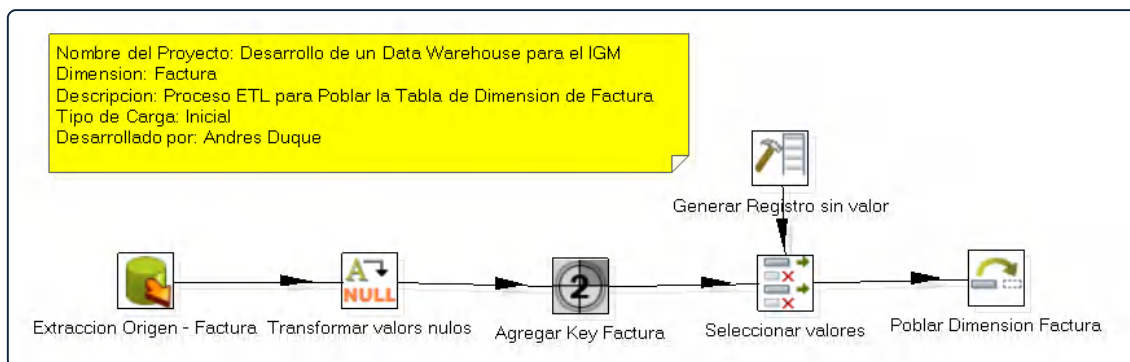 Nombre del Proyecto: Desarrollo de un Data Warehouse para el IGM
Dimension: Factura
Descripcion: Proceso ETL para Poblar la Tabla de Dimension de Factura
Tipo de Carga: Inicial
Desarrollado por: Andres Duque
Generar Registro sin valor
A
NULL
2
Extraccion Origen - Factura
Transformar valors nulos
Agregar Key Factura
Seleccionar valores
Poblar Dimension Factura